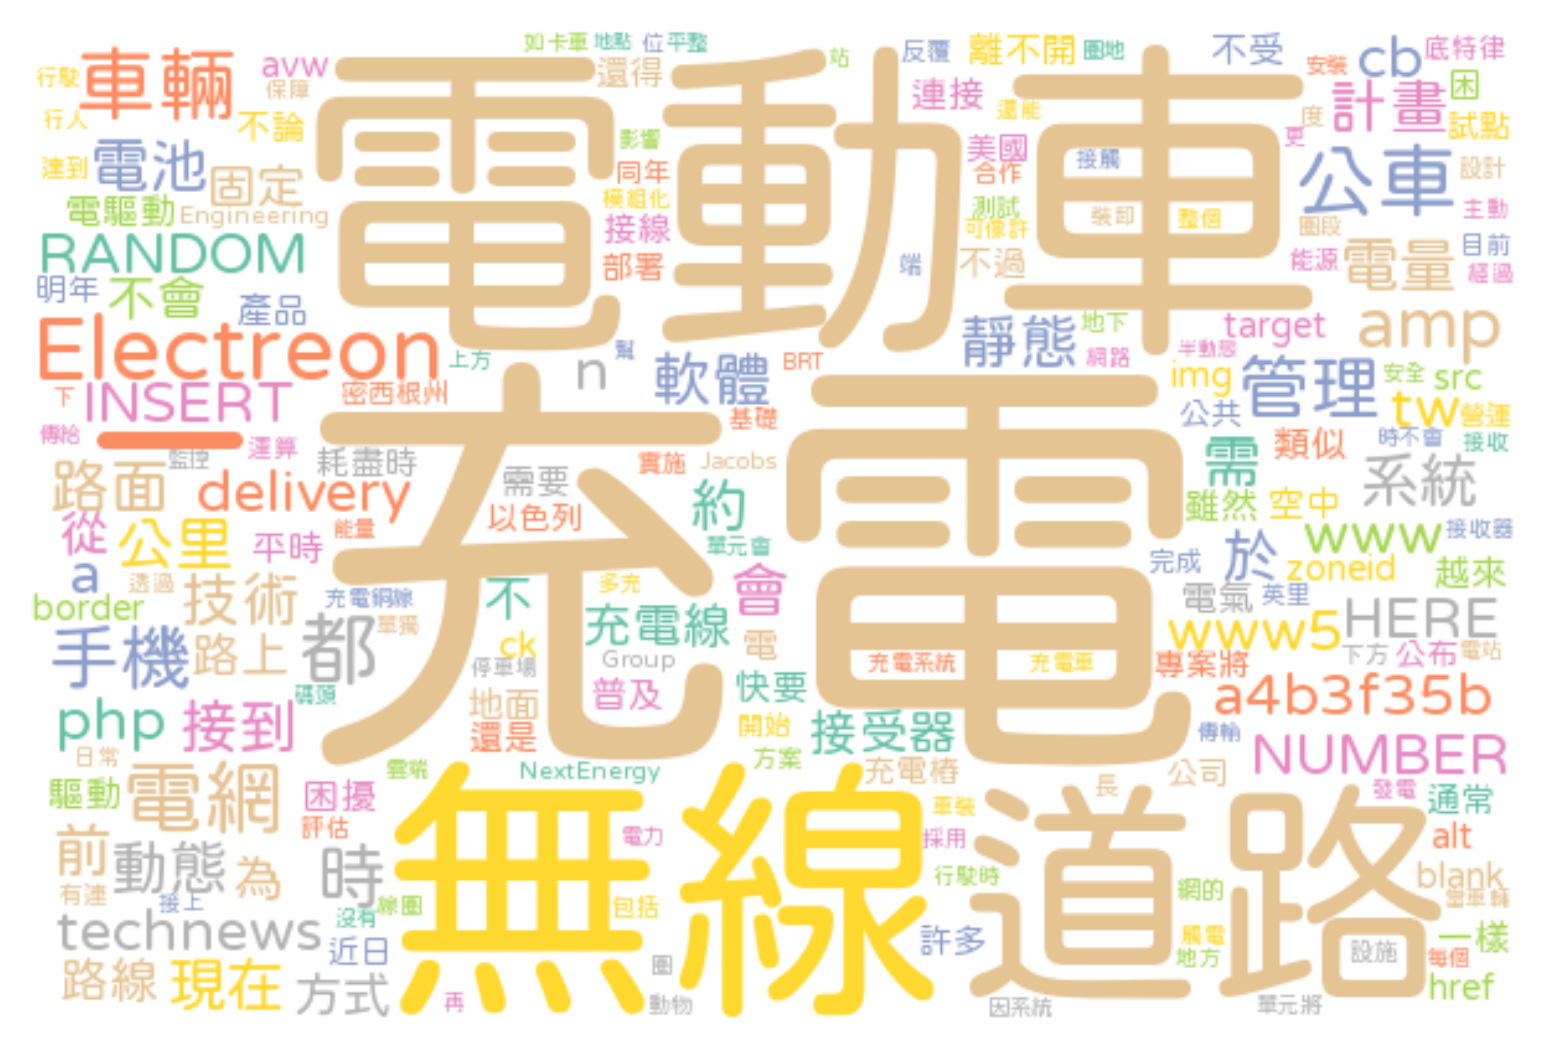 如卡車 地點 位 平整
站 反覆 離不開 團地 不受 cb 底特律
行駛 車輛 avw 還得 安裝 困
保障 連接 計畫
行人 不論 電動車 還能 度 試點
影響 美國 更
達到 電池 固定 同年 合作 接觸 公車 設計
電驅動 Engineering 模組化 測試 裝卸 整個 主動
接線 可像許 圈段
RANDOM 部署 端 不過 能源 電量 目前
經過
明年 不會 產品
Electreon 靜態 地下 target amp
上方 n 幫 軟體 BRT 網路 半動態
下 INSERT 密西根州 img 管理 安全 src
基礎 公共 tw 營運
傳給 運算 時不會 接收
監控 耗盡時 實施 Jacobs 需 類似
路面 delivery 需要 充電 系統
從 公里 平時 能量 以色列 約 雖然 空中
單元會 www 接收器
a 透過 技術 不 多充 會 完成 於 zoneid 越來
border 充電銅線 單獨 充電線 電氣 英里
手機 路上 都 ck 電 www5 HERE
停車場 Group 充電系統 充電車 專案將 下方 公布 電站
碼頭 普及 快要 a4b3f35b
php 接到 地面 開始 接受器 傳輸
日常 還是 方案 NUMBER
驅動 電網 困擾 雲端 NextEnergy 充電樁 長 公司 發電 通常
前 評估 無線 電力 車裝 採用 道路 alt
有連 動態 為 時 行駛時 網的 blank
接上 線圈 包括 需車輛
technews 沒有 近日 許多 觸電 一樣
地方 設施 每個
路線 現在 方式 圈 href
再 動物 因系統 單元將